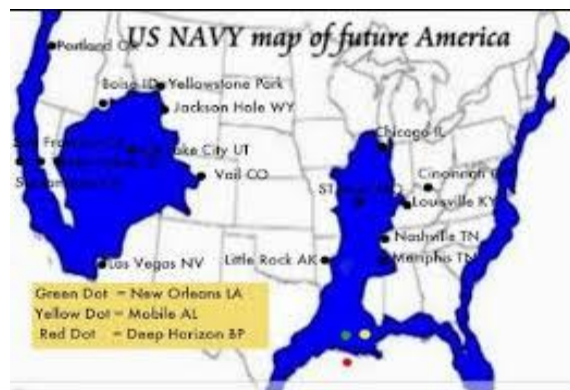 US NAVY map of future America
Portland OR
Boise ID
Yellowstone Park
Jackson Hole WY
Chicago IL
Lake City UT
Vail CO
Cincinnati
Louisville KY
Nashville TN
Las Vegas NV
Little Rock AK
Memphis TN
Green Dot = New Orleans LA
Yellow Dot = Mobile AL
Red Dot = Deep Horizon BP